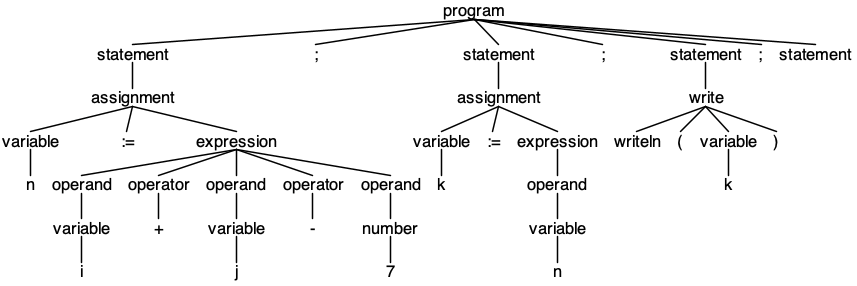 program
statement ; statement ; statement ; statement
assignment assignment write
variable := expression variable := expression writeln ( variable )
n operand operator operand operator operand k operand k
variable + variable - number variable
i j 7 n